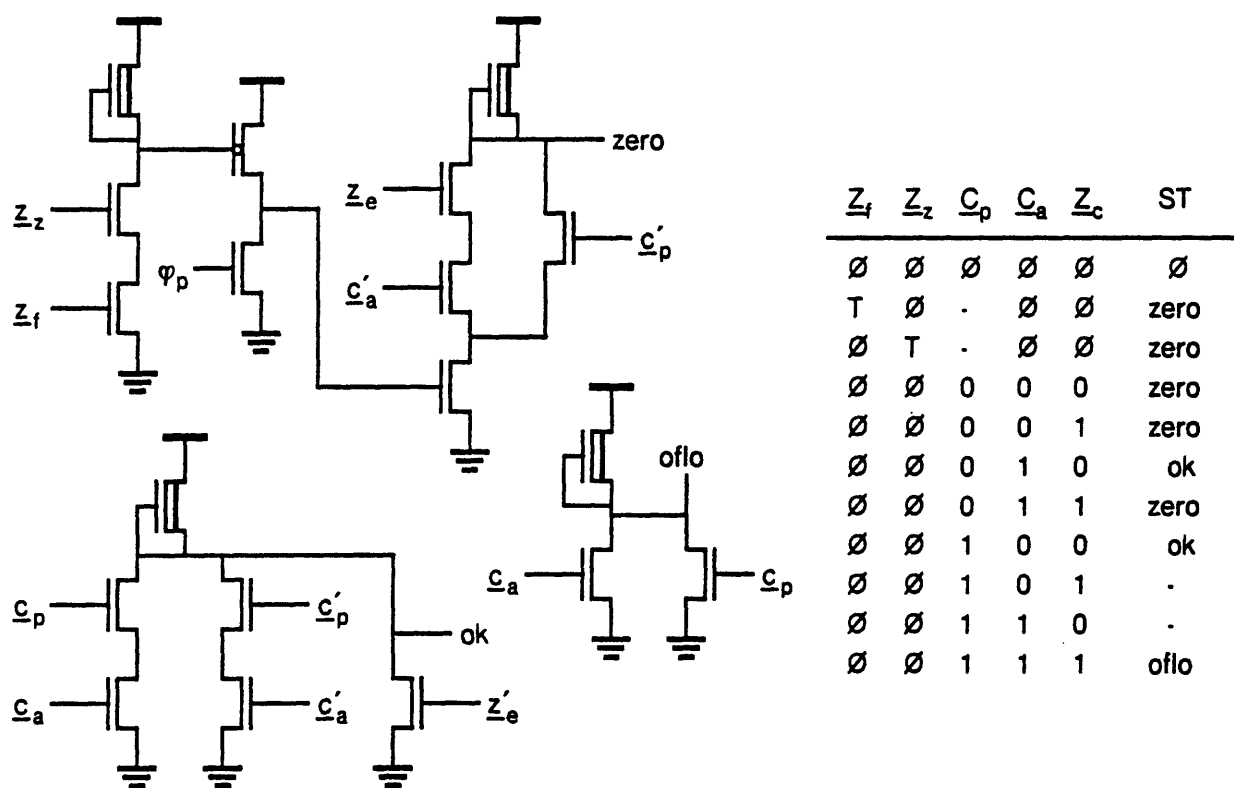 zero
z_z
z_e
c'_p
φ_p
c'_a
z_f
oflo
c_p
c'_p
ok
c_a
c_p
c_a
c'_a
z'_e
Z_f Z_z C_p C_a Z_c ST
Ø Ø Ø Ø Ø Ø
T Ø - Ø Ø zero
Ø T - Ø Ø zero
Ø Ø 0 0 0 zero
Ø Ø 0 0 1 zero
Ø Ø 0 1 0 ok
Ø Ø 0 1 1 zero
Ø Ø 1 0 0 ok
Ø Ø 1 0 1 -
Ø Ø 1 1 0 -
Ø Ø 1 1 1 oflo